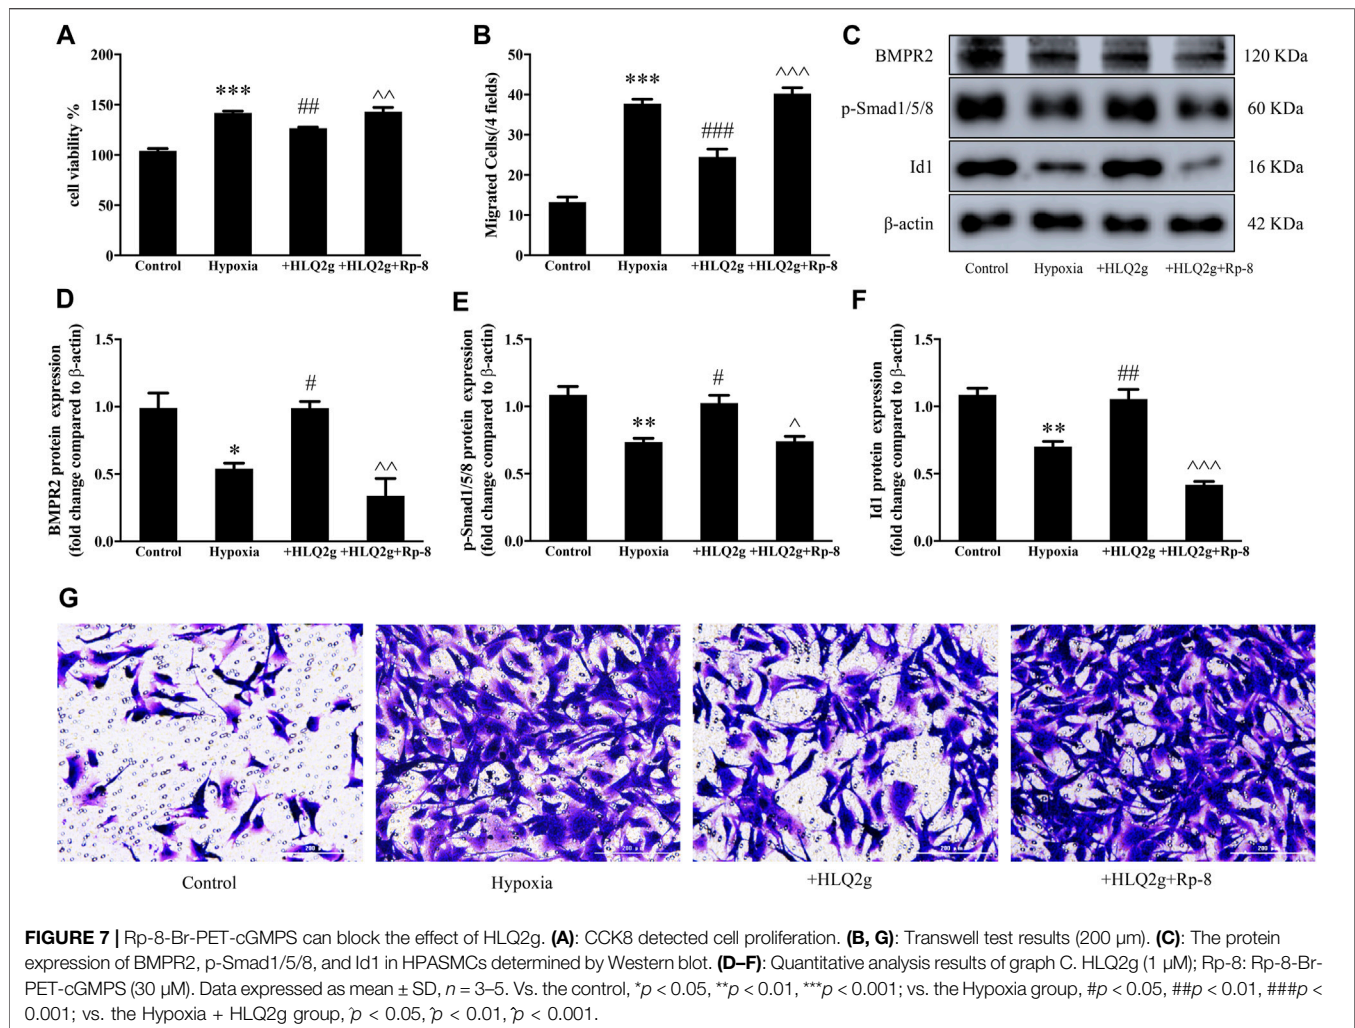 A
cell viability %
200
150
100
50
0
***
##
^^
Control Hypoxia +HLQ2g +HLQ2g+Rp-8
B
Migrated Cells(/4 fields)
50
40
30
20
10
0
***
###
^^^
Control Hypoxia +HLQ2g +HLQ2g+Rp-8
C
BMPR2 120 KDa
p-Smad1/5/8 60 KDa
Id1 16 KDa
β-actin 42 KDa
Control Hypoxia +HLQ2g +HLQ2g+Rp-8
D
BMPR2 protein expression
(fold change compared to β-actin)
1.5
1.0
0.5
0.0
*
#
^^
Control Hypoxia +HLQ2g +HLQ2g+Rp-8
E
p-Smad1/5/8 protein expression
(fold change compared to β-actin)
1.5
1.0
0.5
0.0
**
#
^
Control Hypoxia +HLQ2g +HLQ2g+Rp-8
F
Id1 protein expression
(fold change compared to β-actin)
1.5
1.0
0.5
0.0
**
##
^^^
Control Hypoxia +HLQ2g +HLQ2g+Rp-8
G
200 μm
200 μm
200 μm
200 μm
Control Hypoxia +HLQ2g +HLQ2g+Rp-8
FIGURE 7 | Rp-8-Br-PET-cGMPS can block the effect of HLQ2g. (A): CCK8 detected cell proliferation. (B, G): Transwell test results (200 μm). (C): The protein
expression of BMPR2, p-Smad1/5/8, and Id1 in HPASMCs determined by Western blot. (D–F): Quantitative analysis results of graph C. HLQ2g (1 μM); Rp-8: Rp-8-Br-
PET-cGMPS (30 μM). Data expressed as mean ± SD, n = 3–5. Vs. the control, *p < 0.05, **p < 0.01, ***p < 0.001; vs. the Hypoxia group, #p < 0.05, ##p < 0.01, ###p <
0.001; vs. the Hypoxia + HLQ2g group, ^p < 0.05, ^p < 0.01, ^p < 0.001.